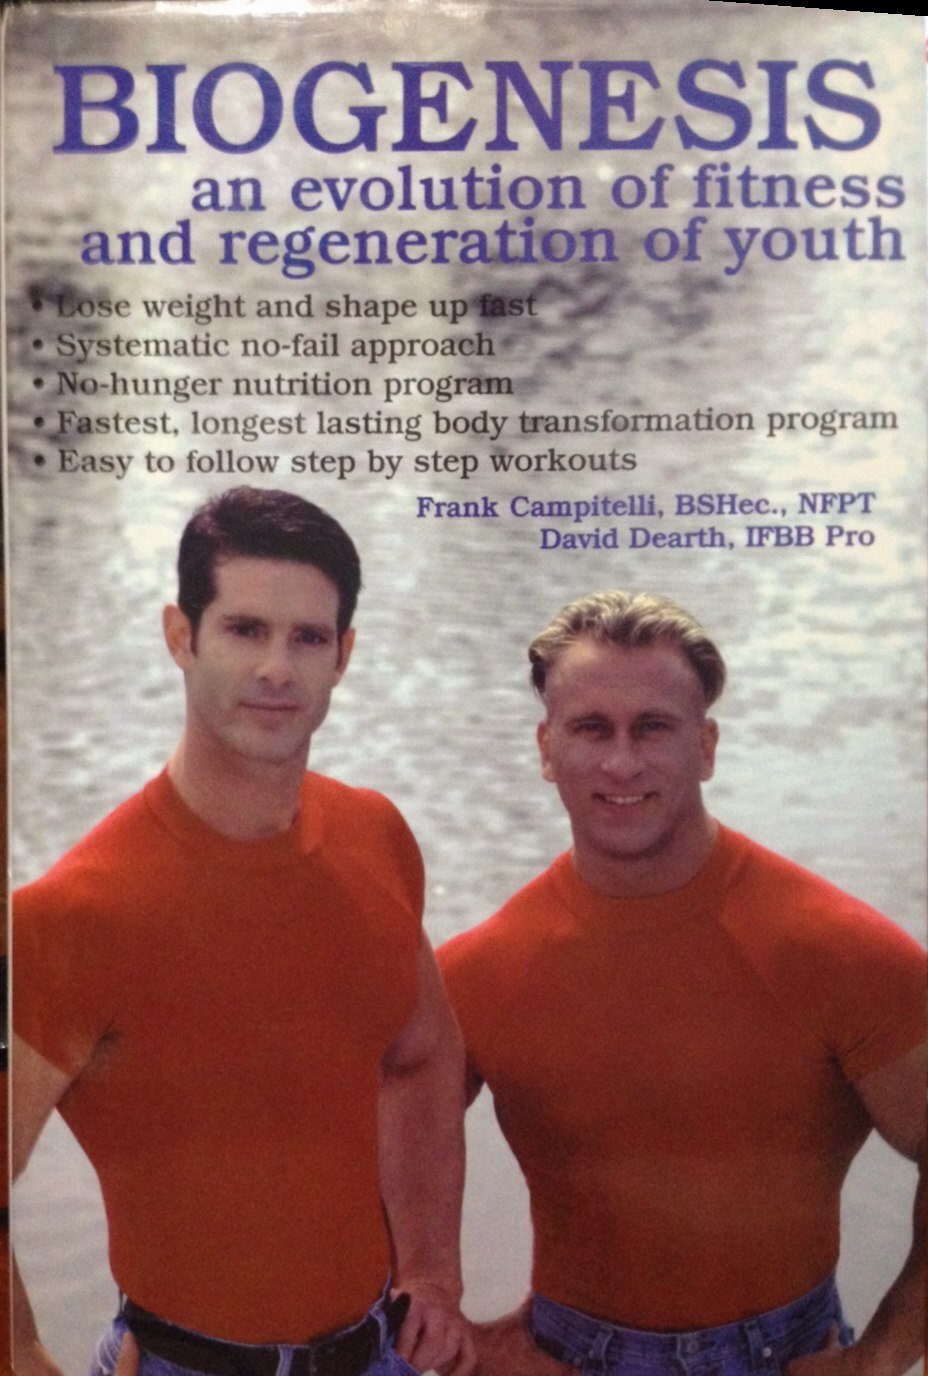 BIOGENESIS
an evolution of fitness
and regeneration of youth
• Lose weight and shape up fast
• Systematic no-fail approach
• No-hunger nutrition program
• Fastest, longest lasting body transformation program
• Easy to follow step by step workouts
Frank Campitelli, BSHec., NFPT
David Dearth, IFBB Pro